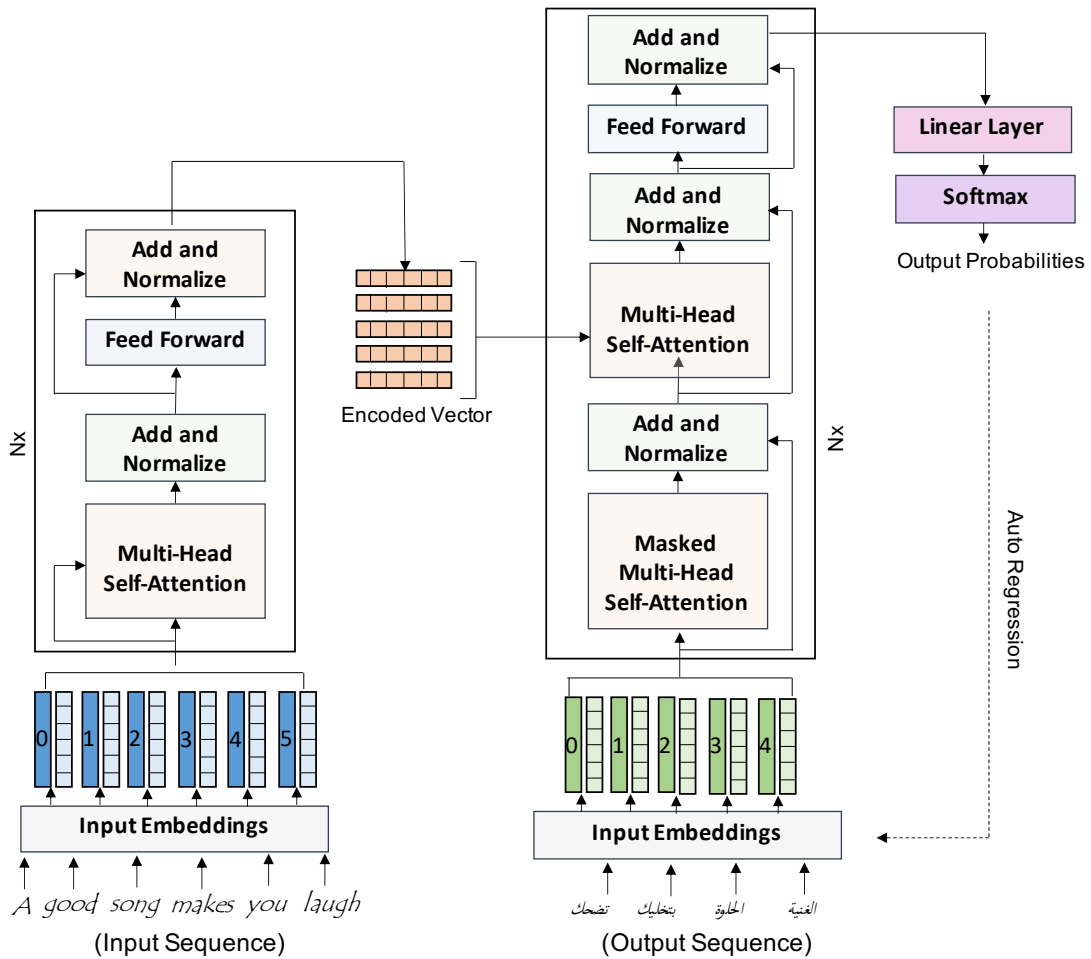 Add and
Normalize
Feed Forward
Add and
Normalize
Multi-Head
Self-Attention
Add and
Normalize
Masked
Multi-Head
Self-Attention
Nx
Linear Layer
Softmax
Output Probabilities
Auto Regression
Add and
Normalize
Feed Forward
Add and
Normalize
Multi-Head
Self-Attention
Nx
Encoded Vector
0 1 2 3 4 5
Input Embeddings
A good song makes you laugh
(Input Sequence)
0 1 2 3 4
Input Embeddings
الغنية الحلوة بتخليك تضحك
(Output Sequence)